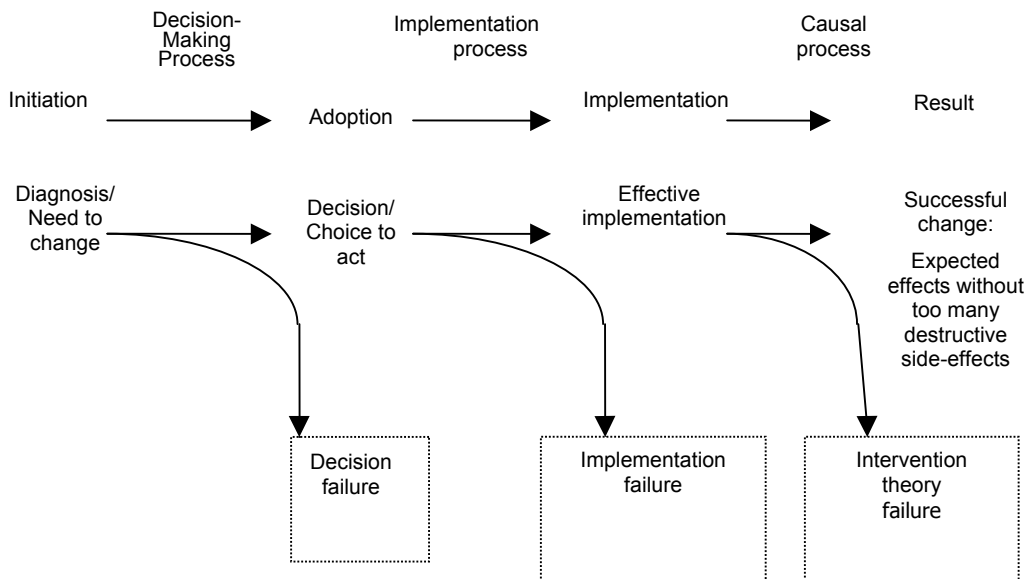 Decision-
Making
Process
Implementation
process
Causal
process
Initiation
Adoption
Implementation
Result
Diagnosis/
Need to
change
Decision/
Choice to
act
Effective
implementation
Successful
change:
Expected
effects without
too many
destructive
side-effects
Decision
failure
Implementation
failure
Intervention
theory
failure